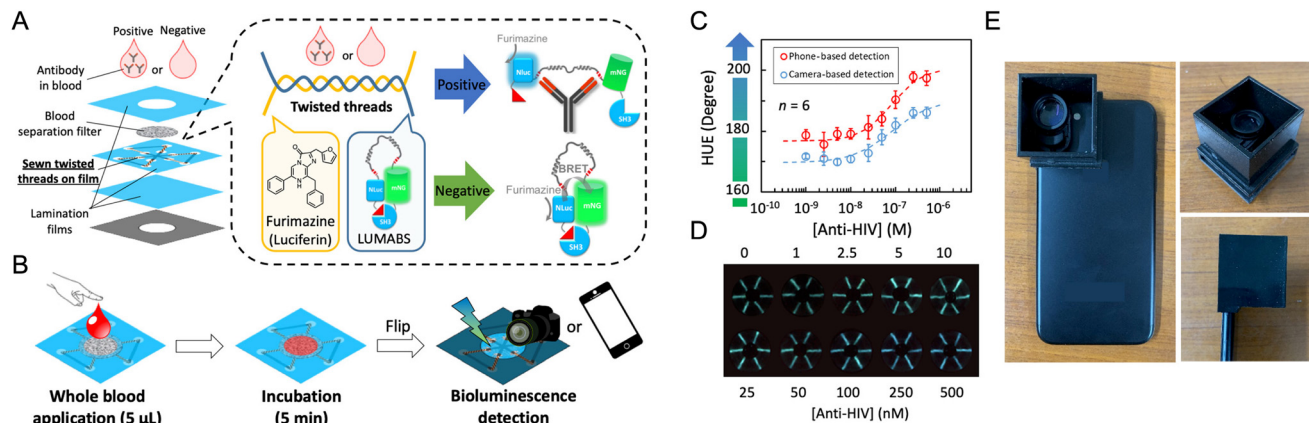 A
Positive
Negative
or
Antibody
in blood
Blood
separation filter
Sewn twisted
threads on film
Lamination
films
or
Twisted threads
Furimazine
(Luciferin)
LUMABS
NLuc
mNG
SH3
Positive
Negative
Furimazine
Nluc
mNG
SH3
BRET
Furimazine
NLuc
mNG
SH3
B
Whole blood
application (5 µL)
Incubation
(5 min)
Flip
or
Bioluminescence
detection
C
Phone-based detection
Camera-based detection
n = 6
HUE (Degree)
200
180
160
10-10 10-9 10-8 10-7 10-6
[Anti-HIV] (M)
D
0 1 2.5 5 10
25 50 100 250 500
[Anti-HIV] (nM)
E